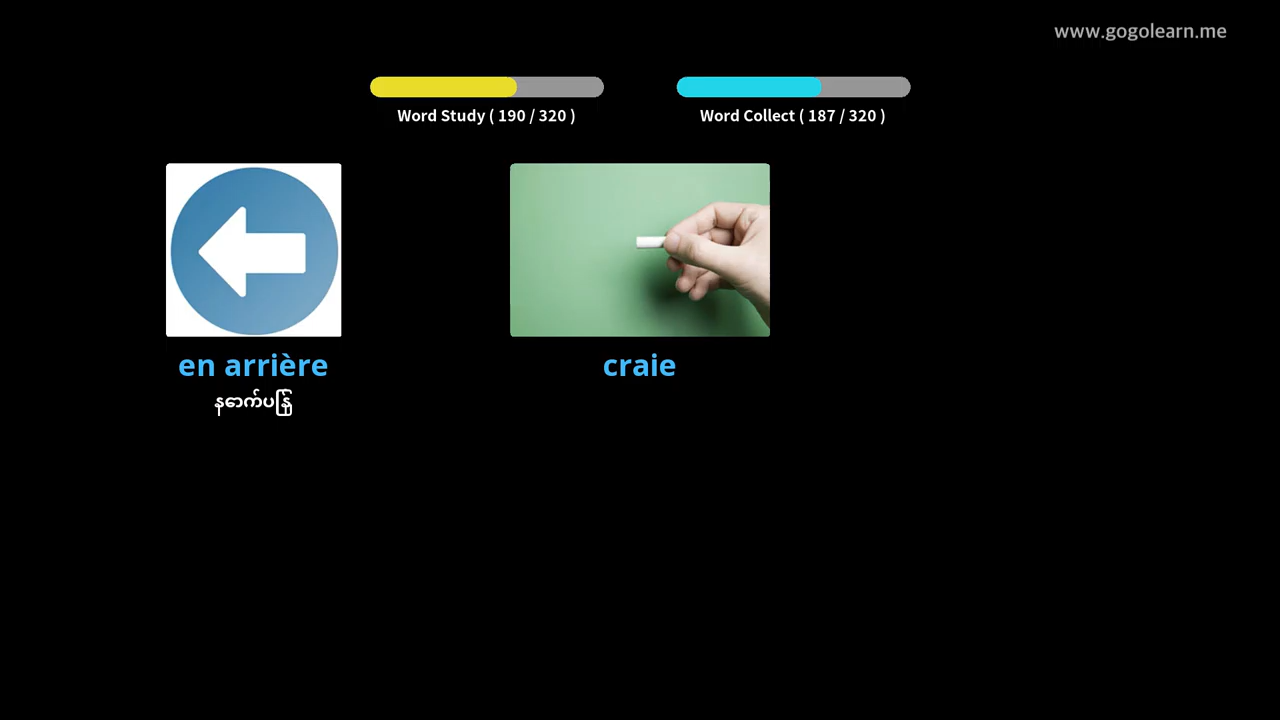 www.gogolearn.me
Word Study ( 190 / 320 )
Word Collect ( 187 / 320 )
en arrière
နောက်ပန်ြ
craie